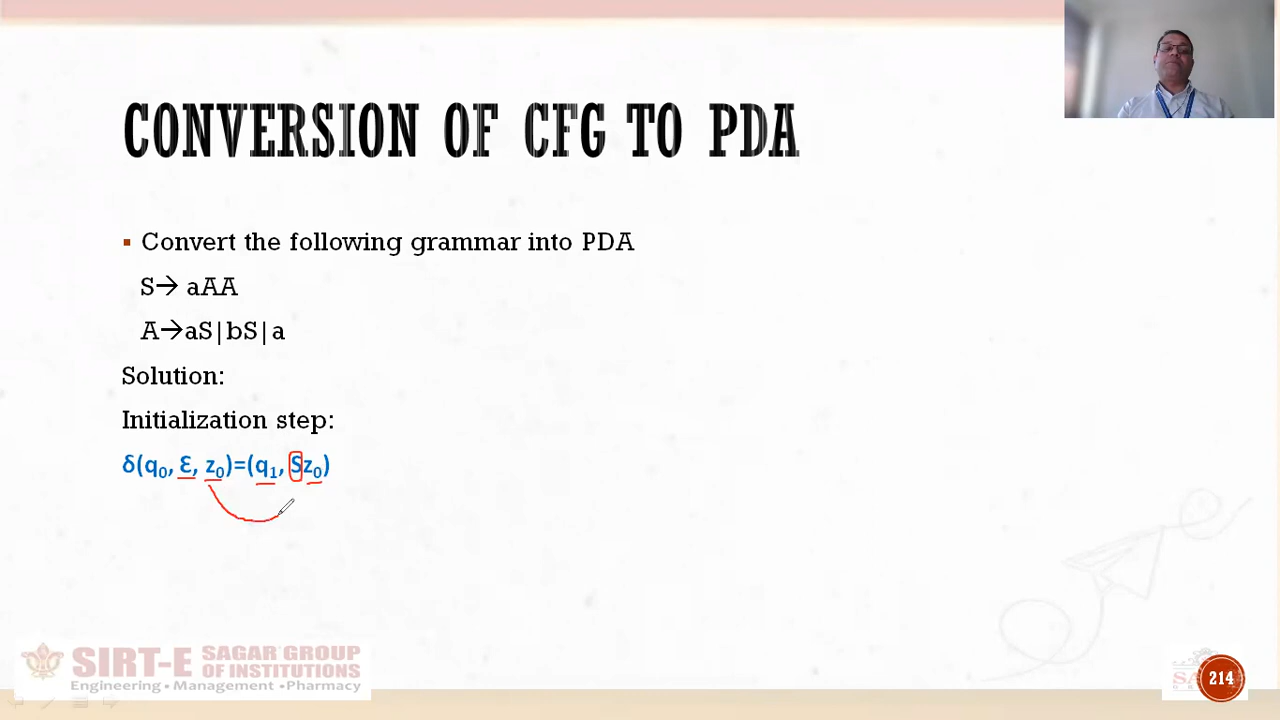 CONVERSION OF CFG TO PDA
▪ Convert the following grammar into PDA
S→ aAA
A→aS|bS|a
Solution:
Initialization step:
δ(q₀, Ɛ, z₀)=(q₁, Sz₀)
SIRT-E SAGAR GROUP OF INSTITUTIONS
Engineering • Management • Pharmacy
214